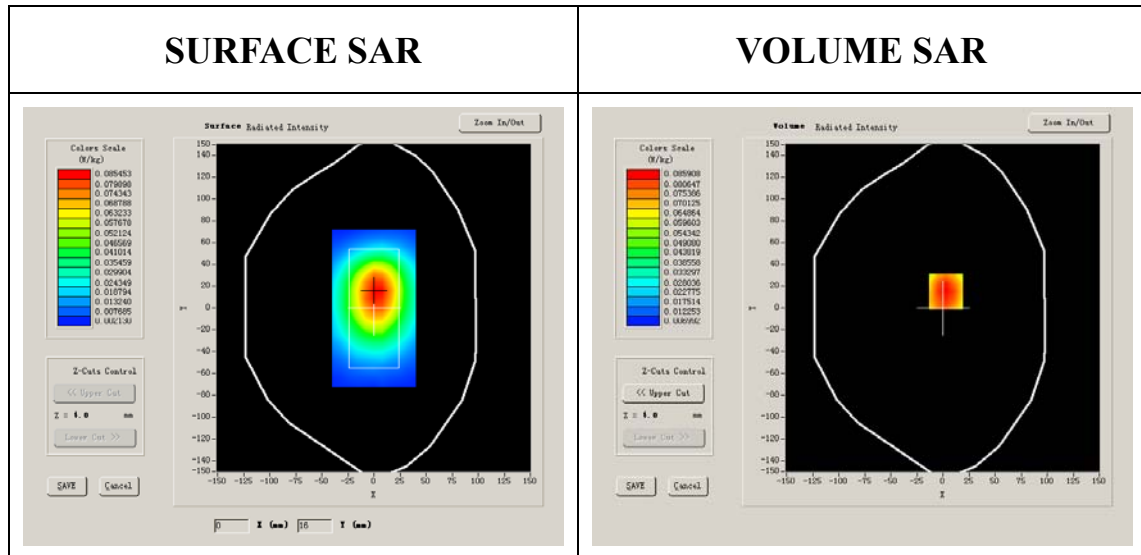 SURFACE SAR
VOLUME SAR
Surface Radiated Intensity
Zoom In/Out
Colors Scale
(W/kg)
0.085453
0.079898
0.074343
0.068788
0.063233
0.057678
0.052124
0.046569
0.041014
0.035459
0.029904
0.024349
0.018794
0.013240
0.007685
0.002130
150
140
120
100
80
60
40
20
0
-20
-40
-60
-80
-100
-120
-140
-150
Y
-150 -125 -100 -75 -50 -25 0 25 50 75 100 125 150
X
Z-Cuts Control
<< Upper Cut
Lower Cut >>
SAVE
Cancel
0 X (mm) 16 Y (mm)
Volume Radiated Intensity
Zoom In/Out
Colors Scale
(W/kg)
0.085908
0.080647
0.075386
0.070125
0.064864
0.059603
0.054342
0.049080
0.043819
0.038558
0.033297
0.028036
0.022775
0.017514
0.012253
150
140
120
100
80
60
40
20
0
-20
-40
-60
-80
-100
-120
-140
-150
Y
-150 -125 -100 -75 -50 -25 0 25 50 75 100 125 150
X
Z-Cuts Control
<< Upper Cut
Lower Cut >>
SAVE
Cancel